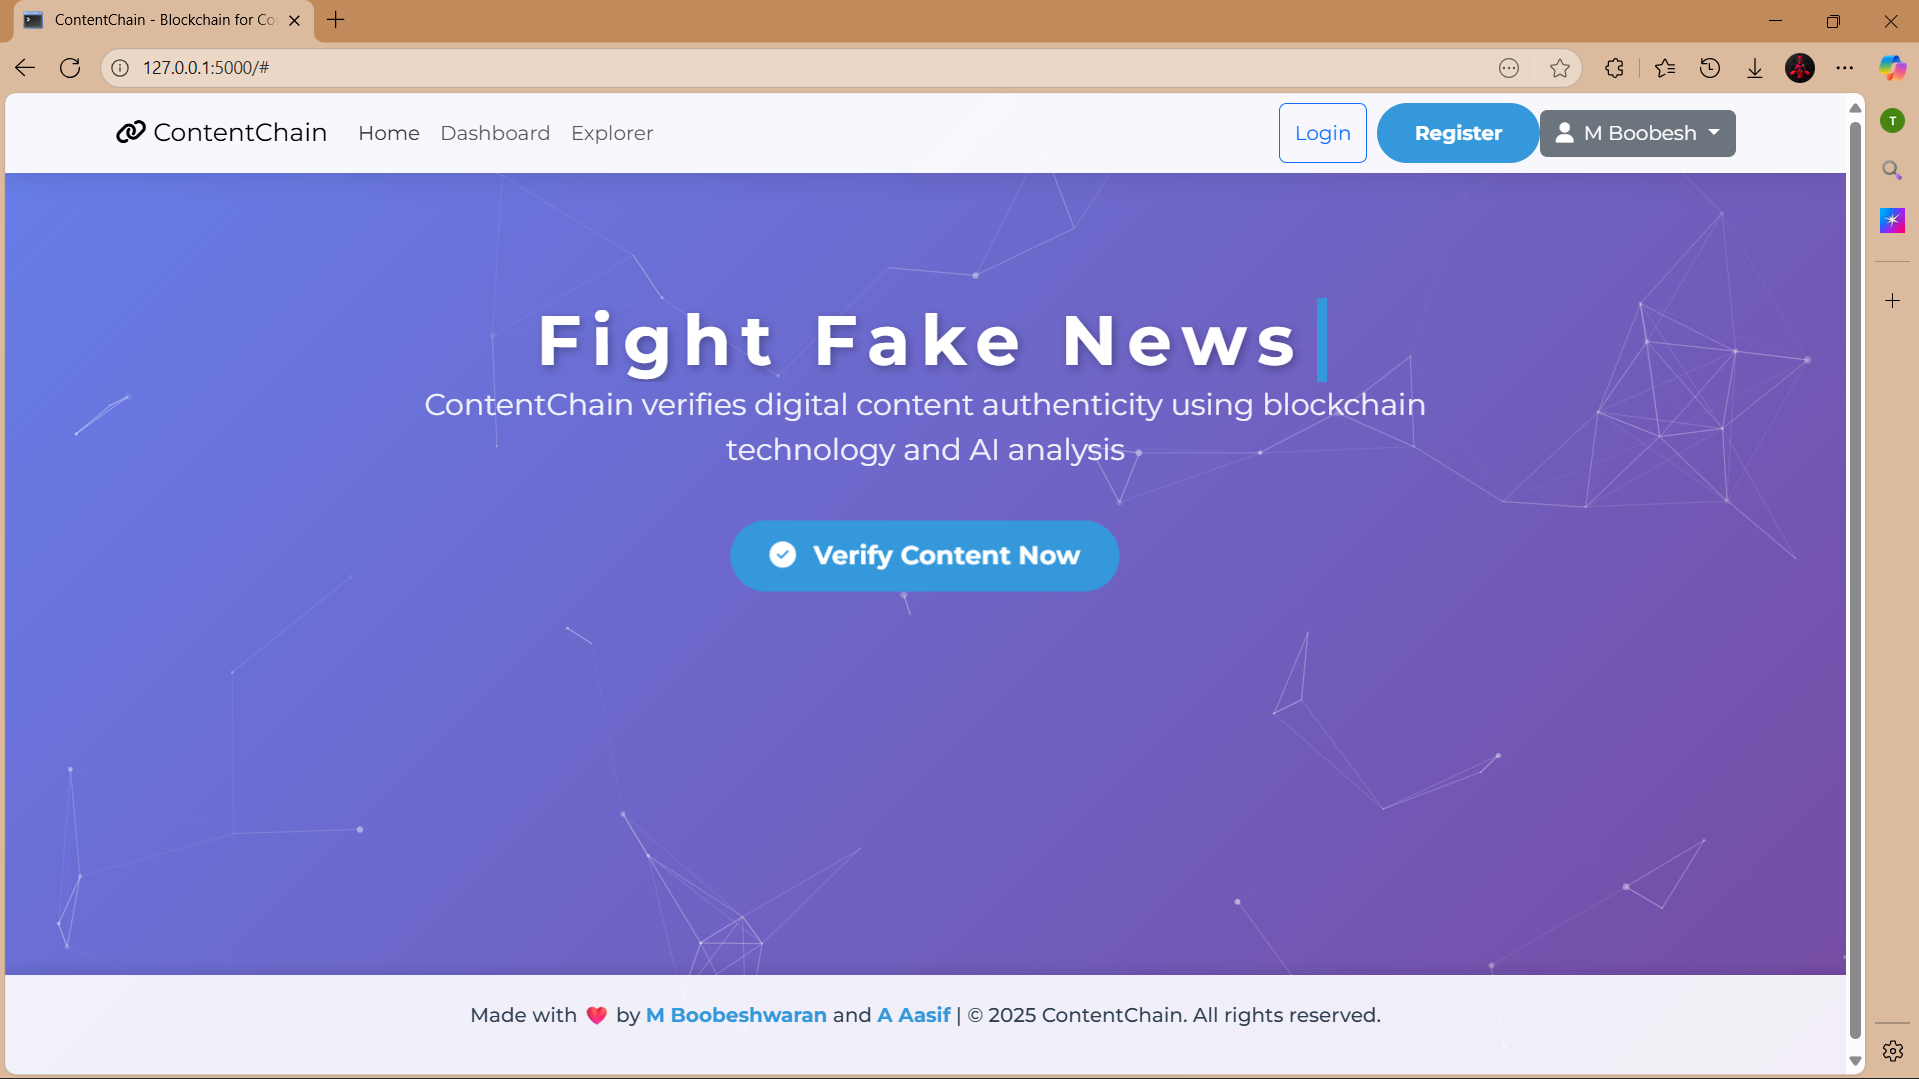 ContentChain - Blockchain for Co
127.0.0.1:5000/#
T
ContentChain Home Dashboard Explorer Login Register M Boobesh
Fight Fake News
ContentChain verifies digital content authenticity using blockchain
technology and AI analysis
Verify Content Now
Made with ❤️ by M Boobeshwaran and A Aasif | © 2025 ContentChain. All rights reserved.